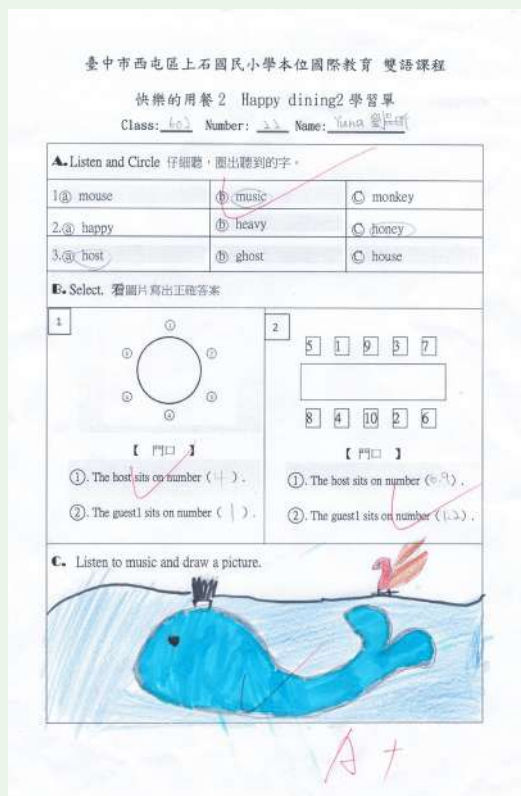 臺中市西屯區上石國民小學本位國際教育 雙語課程
快樂的用餐 2 Happy dining2 學習單
Class: 602 Number: 22 Name: Yuna
A. Listen and Circle 仔細聽,圈出聽到的字。
1ⓐ mouse ⓑ music Ⓒ monkey
2.ⓐ happy ⓑ heavy Ⓒ honey
3.ⓐ host ⓑ ghost Ⓒ house
B. Select. 看圖片寫出正確答案
1
① ① ② ⑥ ③ ④
【 門口 】
①. The host sits on number ( 4 ) .
②. The guest1 sits on number ( 1 ) .
2
5 1 9 3 7
8 4 10 2 6
【 門口 】
①. The host sits on number ( ) .
②. The guest1 sits on number ( ) .
C. Listen to music and draw a picture.
A+